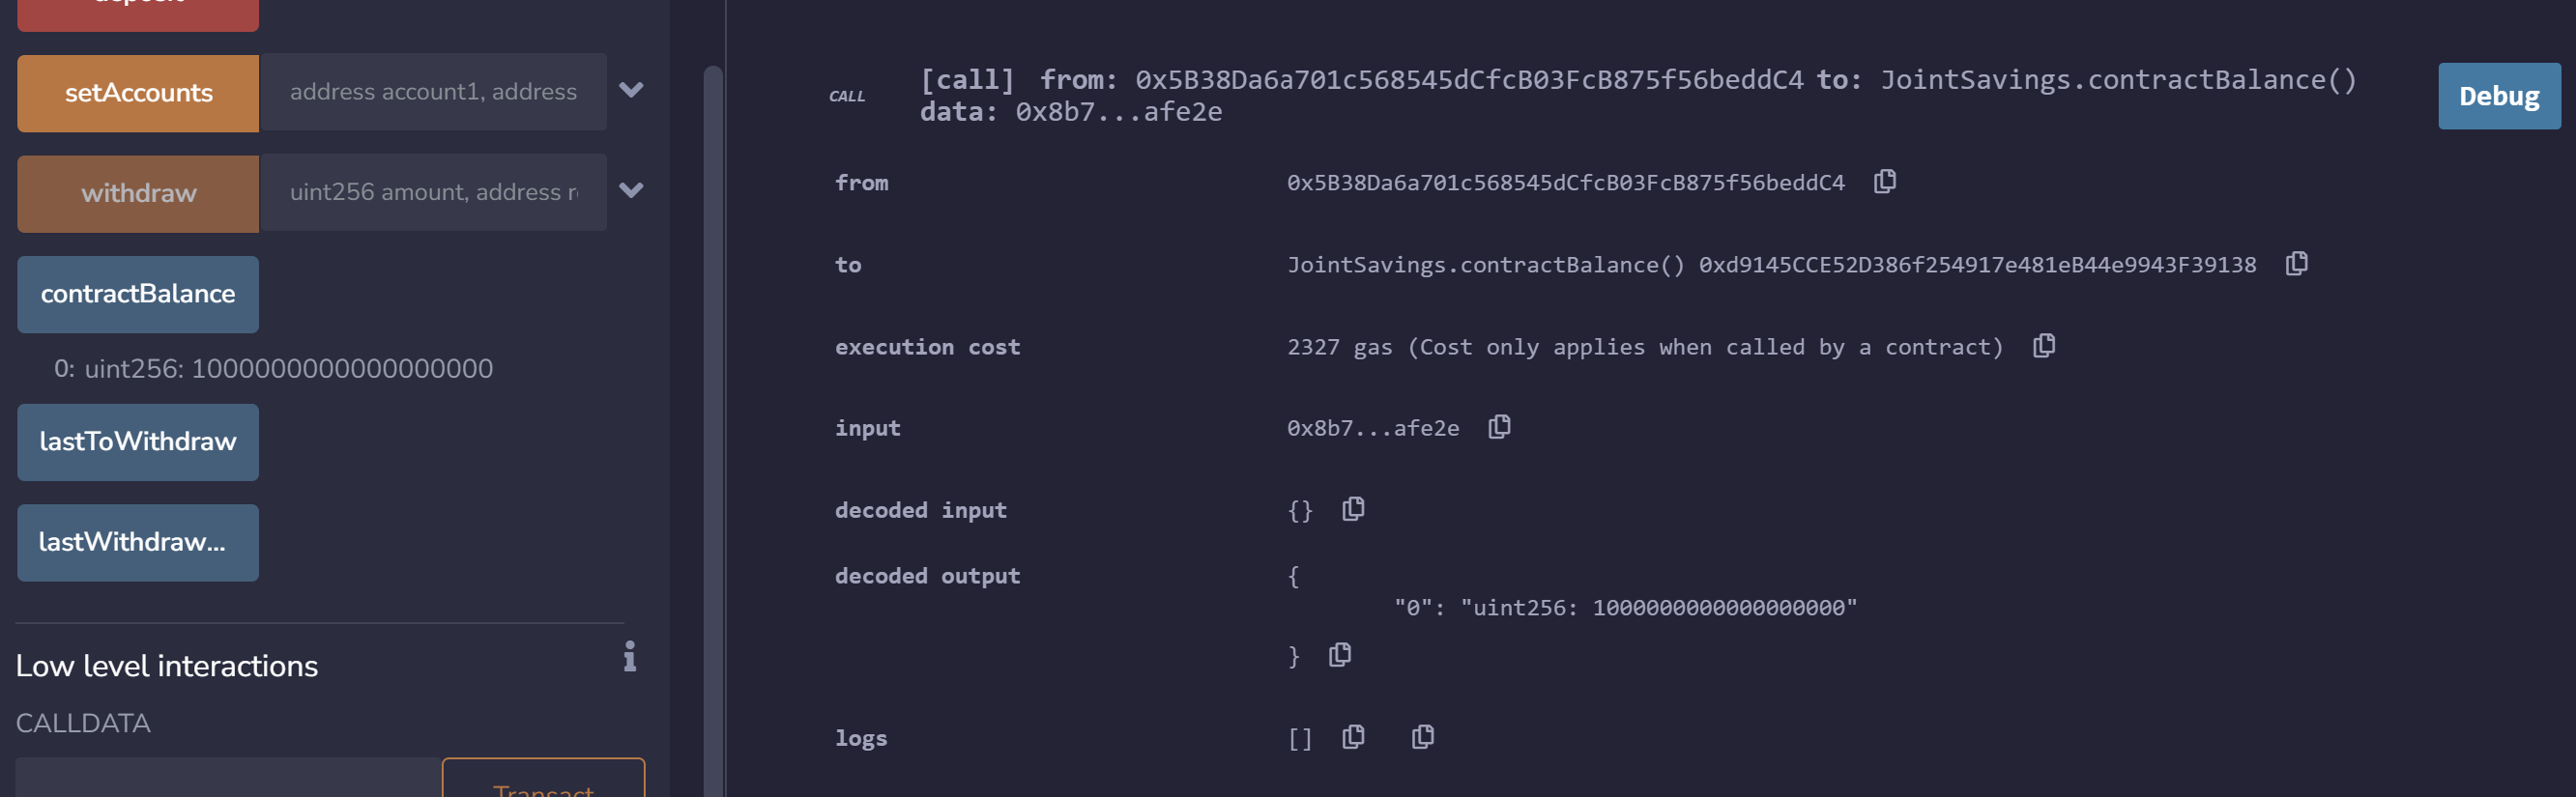 deposit
setAccounts
address account1, address
withdraw
uint256 amount, address r
contractBalance
0: uint256: 1000000000000000000
lastToWithdraw
lastWithdraw...
Low level interactions
CALLDATA
Transact
CALL
[call] from: 0x5B38Da6a701c568545dCfcB03FcB875f56beddC4 to: JointSavings.contractBalance()
data: 0x8b7...afe2e
Debug
from 0x5B38Da6a701c568545dCfcB03FcB875f56beddC4
to JointSavings.contractBalance() 0xd9145CCE52D386f254917e481eB44e9943F39138
execution cost 2327 gas (Cost only applies when called by a contract)
input 0x8b7...afe2e
decoded input {}
decoded output {
"0": "uint256: 1000000000000000000"
}
logs []